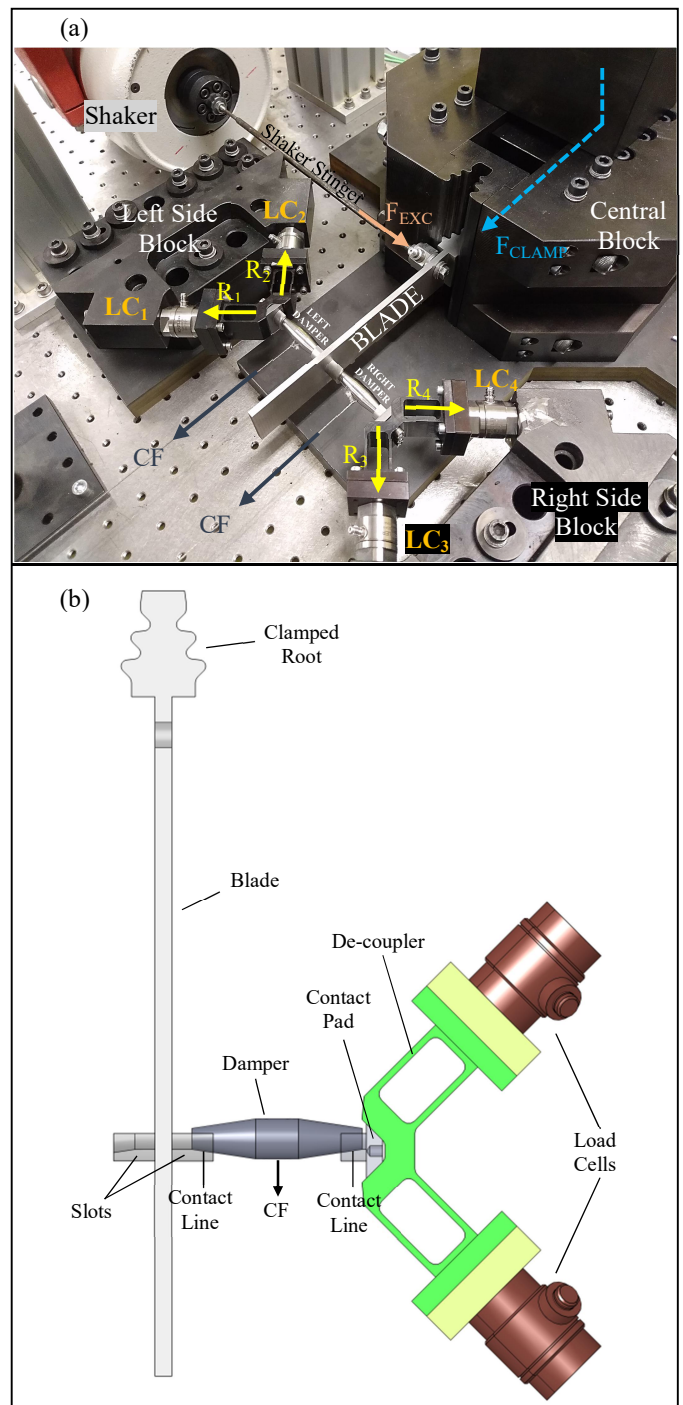 (a)
Shaker
Shaker Stinger
F_EXC
Left Side
Block
LC₂
Central
Block
F_CLAMP
LC₁
R₁
R₂
LEFT
DAMPER
BLADE
RIGHT
DAMPER
R₄
LC₄
CF
R₃
CF
Right Side
Block
LC₃
(b)
Clamped
Root
Blade
De-coupler
Contact
Pad
Damper
Load
Cells
Slots
Contact
Line
CF
Contact
Line